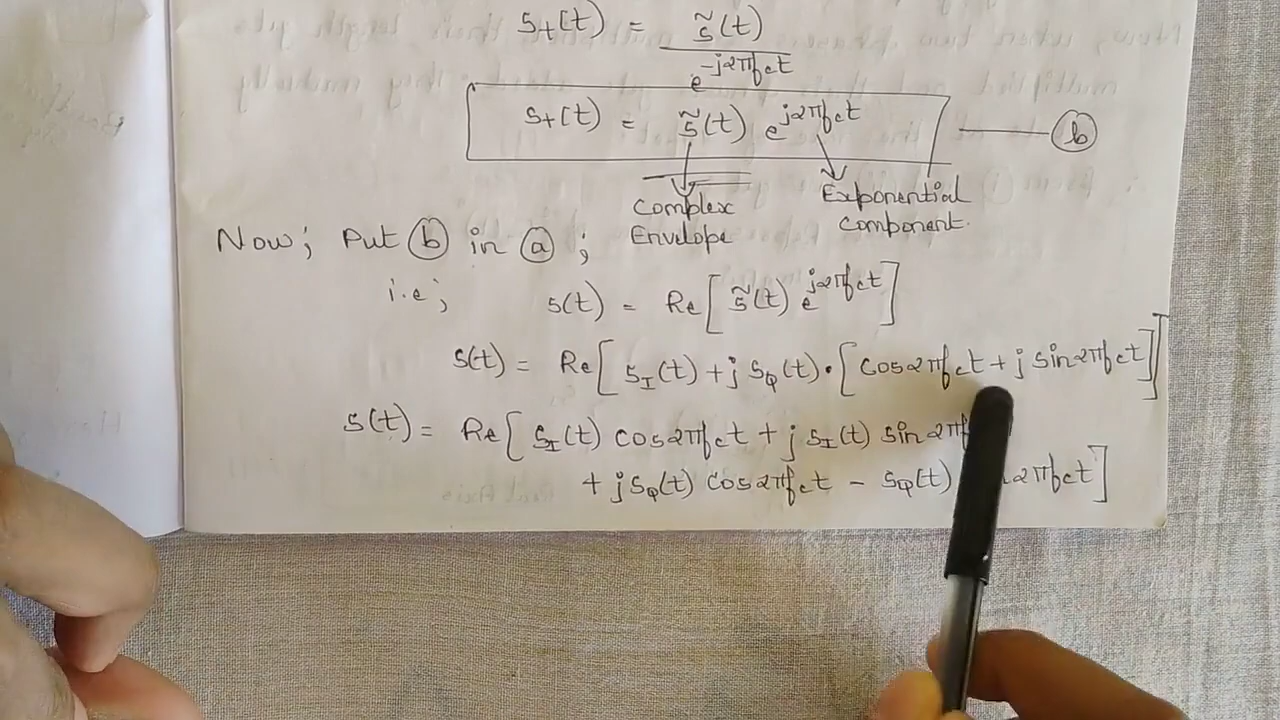 s₊(t) = s̃(t)
e^-j2πfct
s₊(t) = s̃(t) e^j2πfct ⓑ
Complex Envelope
Exponential Component.
Now; Put ⓑ in ⓐ ;
i.e; s(t) = Re[ s̃(t) e^j2πfct ]
s(t) = Re[ sI(t) + j sQ(t) • [ cos2πfct + j sin2πfct ] ]
s(t) = Re[ sI(t) cos2πfct + j sI(t) sin2πf
+ j sQ(t) cos2πfct - sQ(t) 2πfct ]